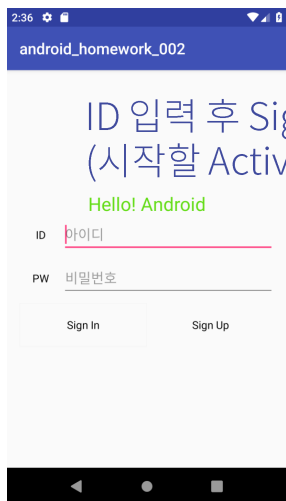 2:36
android_homework_002
ID 입력 후 Sig
(시작할 Activ
Hello! Android
ID 아이디
PW 비밀번호
Sign In Sign Up